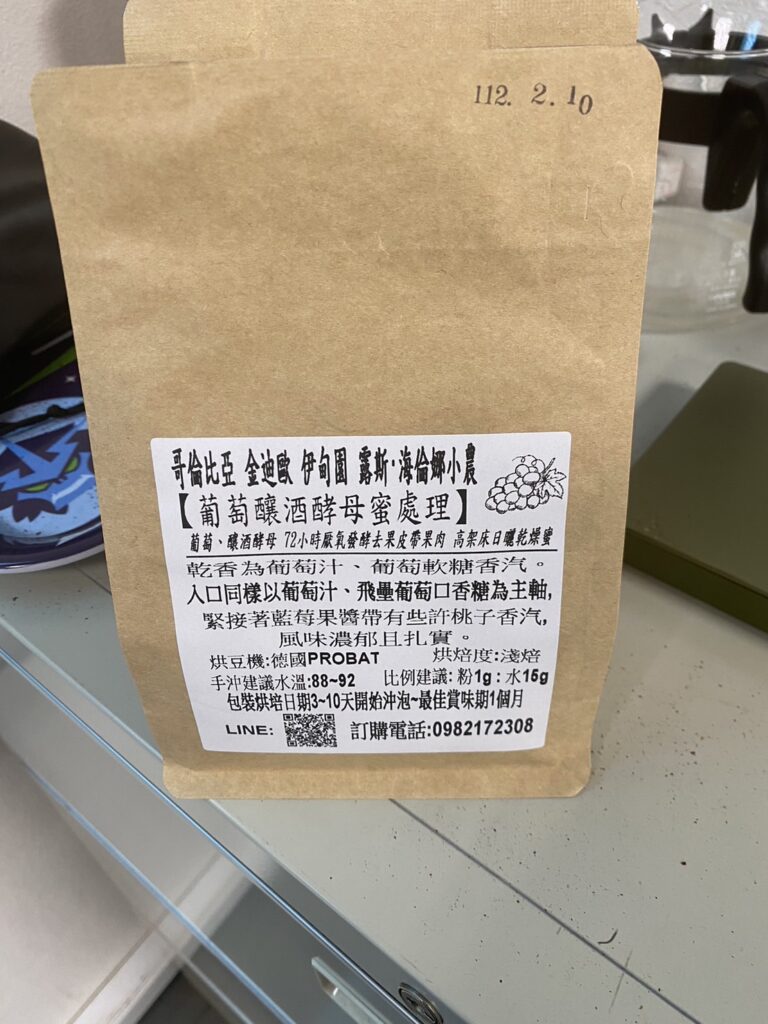 112. 2. 10
哥倫比亞 金迪歐 伊甸園 露斯·海倫娜小農
【葡萄釀酒酵母蜜處理】
葡萄、釀酒酵母 72小時厭氧發酵去果皮帶果肉 高架床日曬乾燥蜜
乾香為葡萄汁、葡萄軟糖香汽。
入口同樣以葡萄汁、飛壘葡萄口香糖為主軸,
緊接著藍莓果醬帶有些許桃子香汽,
風味濃郁且扎實。
烘豆機:德國PROBAT 烘焙度:淺焙
手沖建議水溫:88~92 比例建議: 粉1g : 水15g
包裝烘培日期3~10天開始沖泡~最佳賞味期1個月
LINE: 訂購電話:0982172308